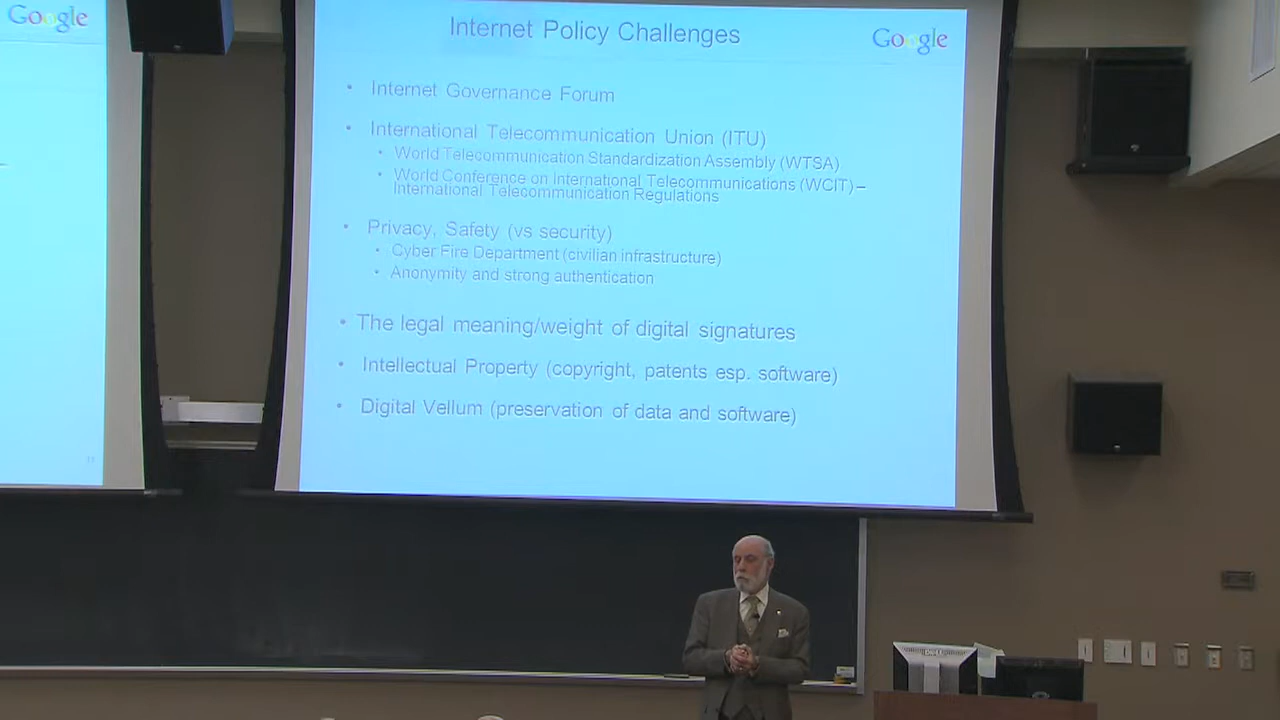 Google
Internet Policy Challenges
Google
• Internet Governance Forum
• International Telecommunication Union (ITU)
• World Telecommunication Standardization Assembly (WTSA)
• World Conference on International Telecommunications (WCIT) –
International Telecommunication Regulations
• Privacy, Safety (vs security)
• Cyber Fire Department (civilian infrastructure)
• Anonymity and strong authentication
• The legal meaning/weight of digital signatures
• Intellectual Property (copyright, patents esp. software)
• Digital Vellum (preservation of data and software)
DELL